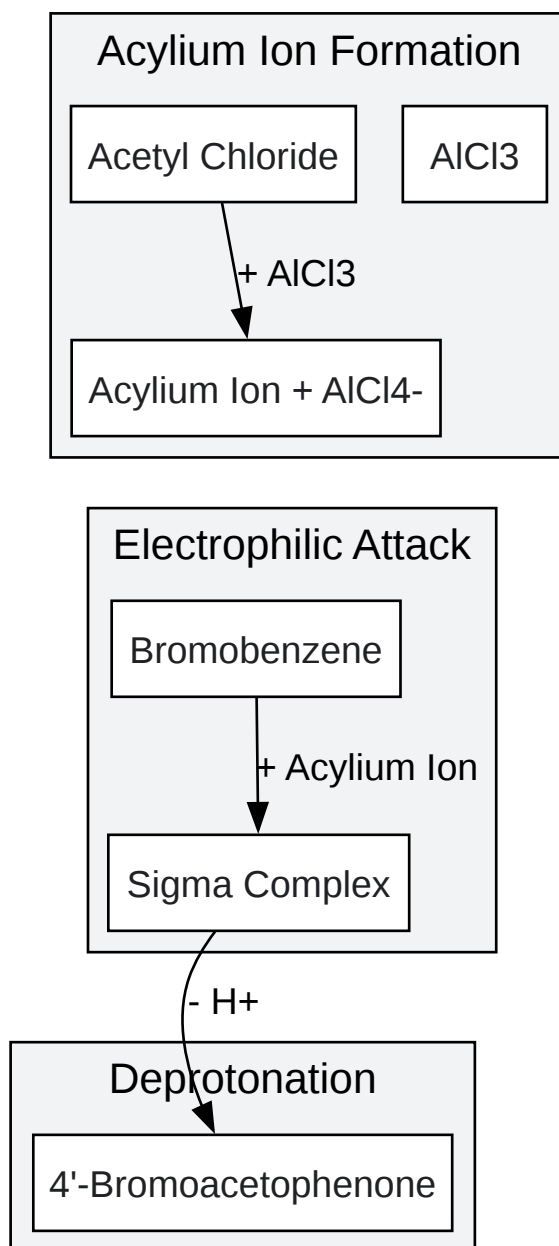 Acylium Ion Formation
Acetyl Chloride
AlCl3
+ AlCl3
Acylium Ion + AlCl4-
Electrophilic Attack
Bromobenzene
+ Acylium Ion
Sigma Complex
- H+
Deprotonation
4'-Bromoacetophenone